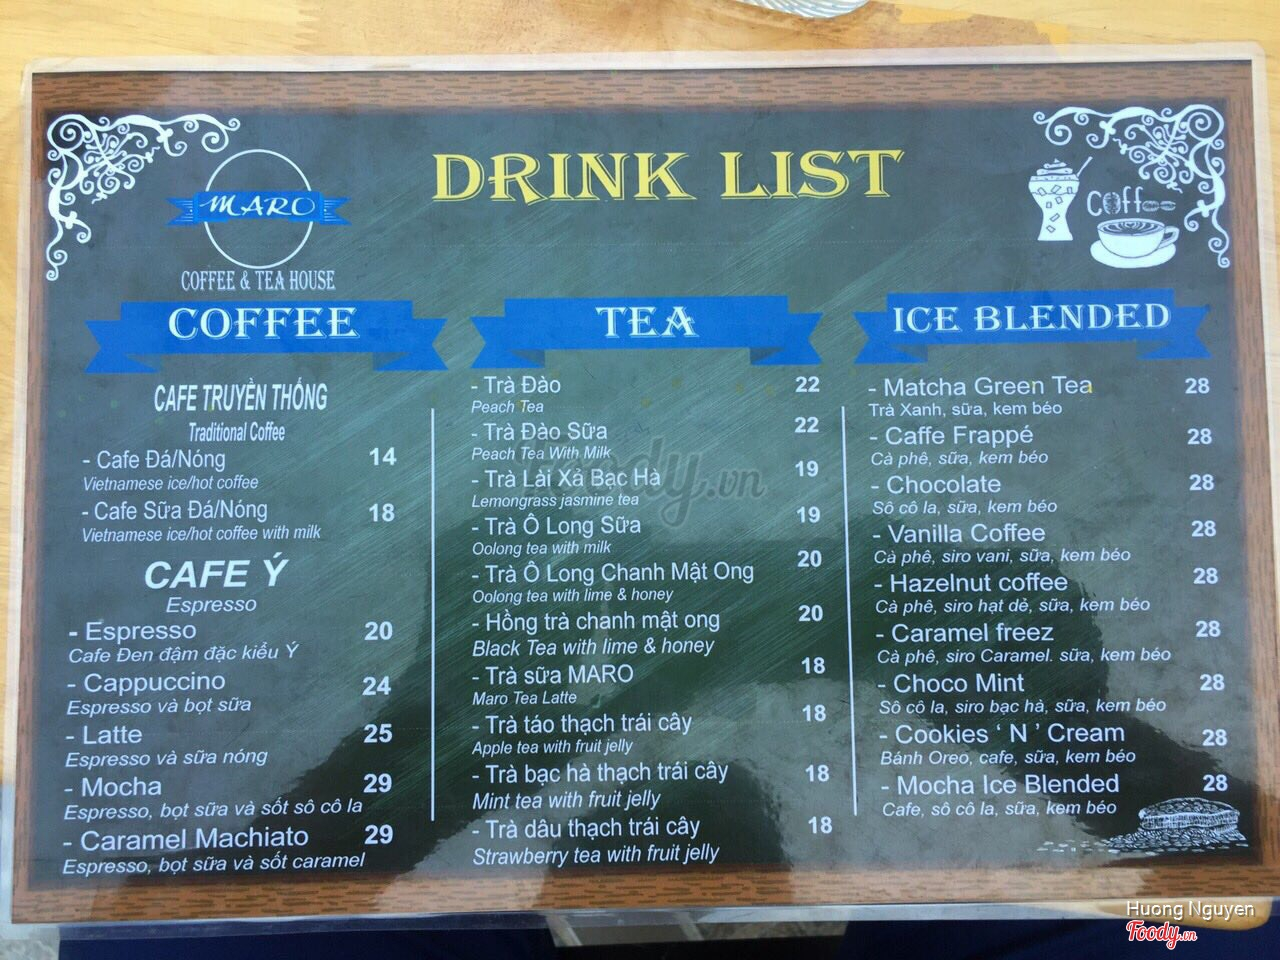 DRINK LIST
MARO
COFFEE & TEA HOUSE
Coffee
COFFEE
CAFE TRUYỀN THỐNG
Traditional Coffee
- Cafe Đá/Nóng 14
Vietnamese ice/hot coffee
- Cafe Sữa Đá/Nóng 18
Vietnamese ice/hot coffee with milk
CAFE Ý
Espresso
- Espresso 20
Cafe Đen đậm đặc kiểu Ý
- Cappuccino 24
Espresso và bọt sữa
- Latte 25
Espresso và sữa nóng
- Mocha 29
Espresso, bọt sữa và sốt sô cô la
- Caramel Machiato 29
Espresso, bọt sữa và sốt caramel
TEA
- Trà Đào 22
Peach Tea
- Trà Đào Sữa 22
Peach Tea With Milk
- Trà Lài Xả Bạc Hà 19
Lemongrass jasmine tea
- Trà Ô Long Sữa 19
Oolong tea with milk
- Trà Ô Long Chanh Mật Ong 20
Oolong tea with lime & honey
- Hồng trà chanh mật ong 20
Black Tea with lime & honey
- Trà sữa MARO 18
Maro Tea Latte
- Trà táo thạch trái cây 18
Apple tea with fruit jelly
- Trà bạc hà thạch trái cây 18
Mint tea with fruit jelly
- Trà dâu thạch trái cây 18
Strawberry tea with fruit jelly
ICE BLENDED
- Matcha Green Tea 28
Trà Xanh, sữa, kem béo
- Caffe Frappé 28
Cà phê, sữa, kem béo
- Chocolate 28
Sô cô la, sữa, kem béo
- Vanilla Coffee 28
Cà phê, siro vani, sữa, kem béo
- Hazelnut coffee 28
Cà phê, siro hạt dẻ, sữa, kem béo
- Caramel freez 28
Cà phê, siro Caramel. sữa, kem béo
- Choco Mint 28
Sô cô la, siro bạc hà, sữa, kem béo
- Cookies ‘ N ’ Cream 28
Bánh Oreo, cafe, sữa, kem béo
- Mocha Ice Blended 28
Cafe, sô cô la, sữa, kem béo
Foody.vn
Huong Nguyen
Foody.vn